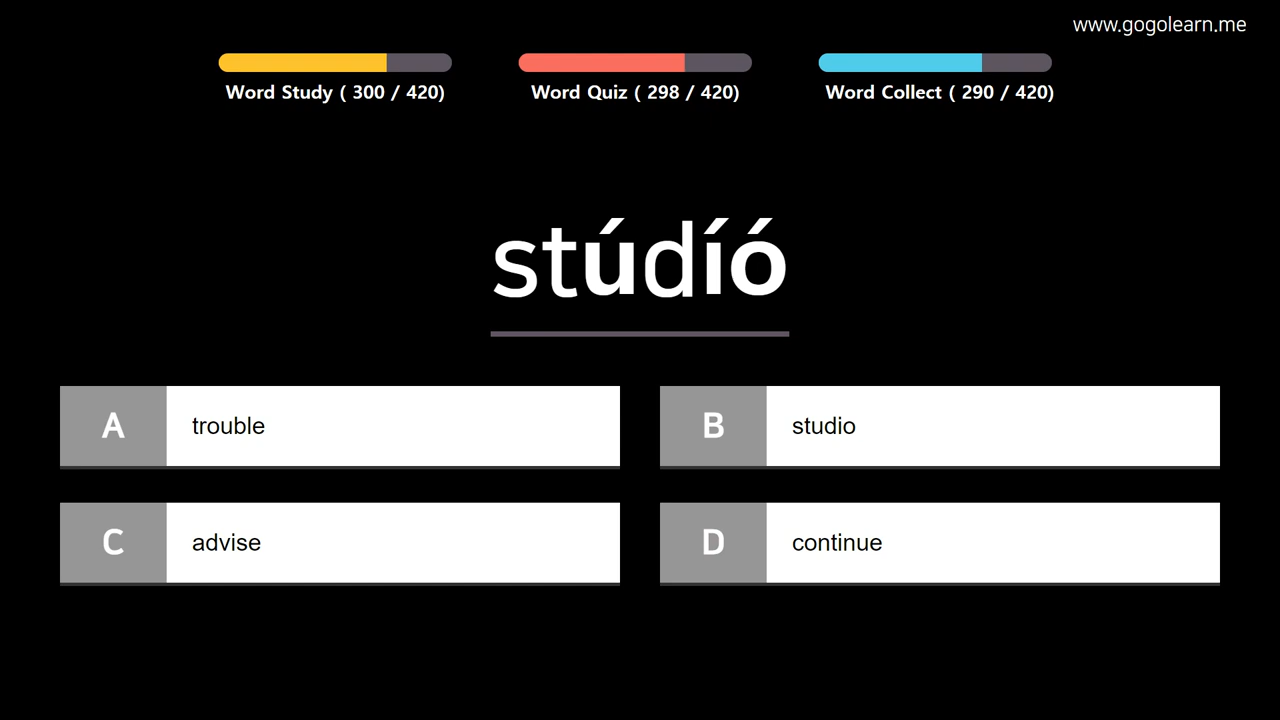 www.gogolearn.me
Word Study ( 300 / 420)
Word Quiz ( 298 / 420)
Word Collect ( 290 / 420)
stúdíó
A trouble
B studio
C advise
D continue